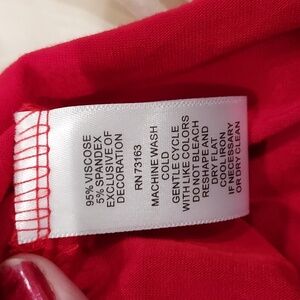 95% VISCOSE
5% SPANDEX
EXCLUSIVE OF
DECORATION
RN 73163
MACHINE WASH
COLD
GENTLE CYCLE
WITH LIKE COLORS
DO NOT BLEACH
RESHAPE AND
DRY FLAT
COOL IRON
IF NECESSARY
OR DRY CLEAN